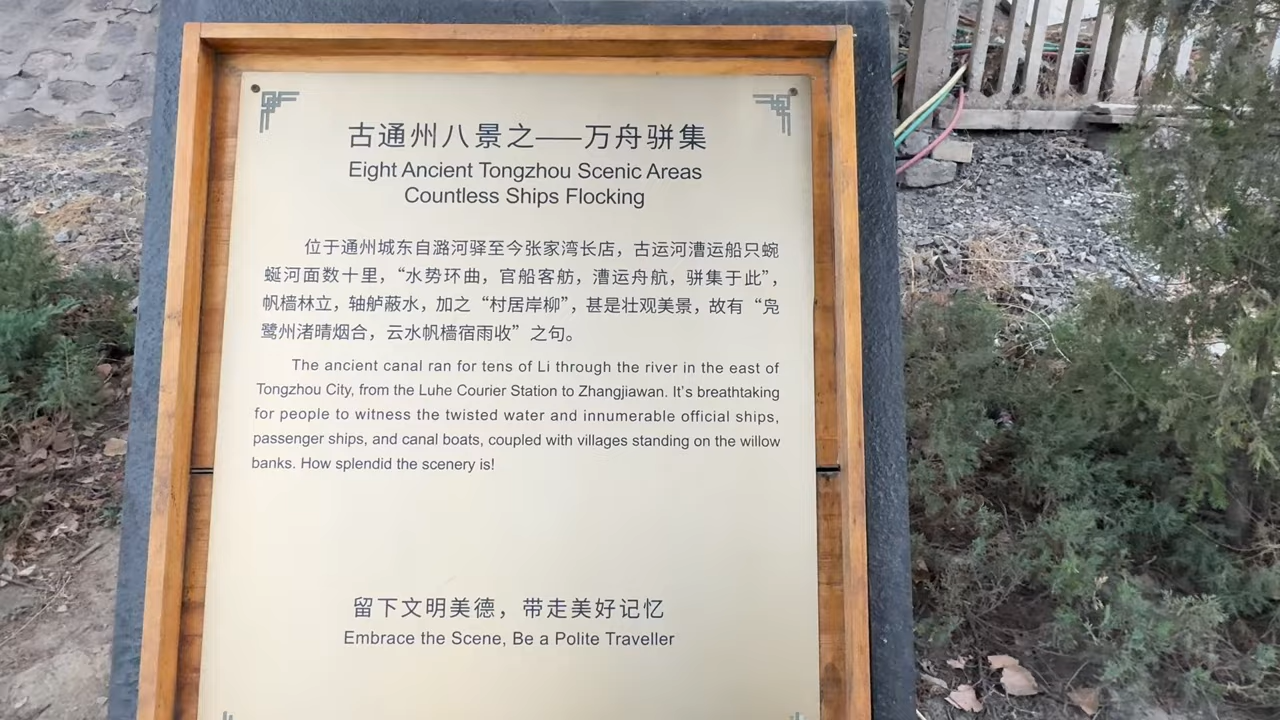 古通州八景之——万舟骈集
Eight Ancient Tongzhou Scenic Areas
Countless Ships Flocking
位于通州城东自潞河驿至今张家湾长店，古运河漕运船只蜿
蜒河面数十里，“水势环曲，官船客舫，漕运舟航，骈集于此”，
帆樯林立，轴舻蔽水，加之“村居岸柳”，甚是壮观美景，故有“凫
鹭州渚晴烟合，云水帆樯宿雨收”之句。
The ancient canal ran for tens of Li through the river in the east of
Tongzhou City, from the Luhe Courier Station to Zhangjiawan. It's breathtaking
for people to witness the twisted water and innumerable official ships,
passenger ships, and canal boats, coupled with villages standing on the willow
banks. How splendid the scenery is!
留下文明美德，带走美好记忆
Embrace the Scene, Be a Polite Traveller